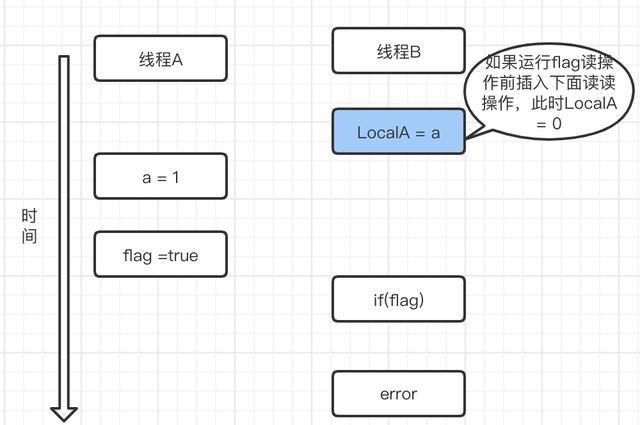 线程A
线程B
如果运行flag读操
作前插入下面读读
操作，此时LocalA
= 0
LocalA = a
a = 1
时
间
flag =true
if(flag)
error